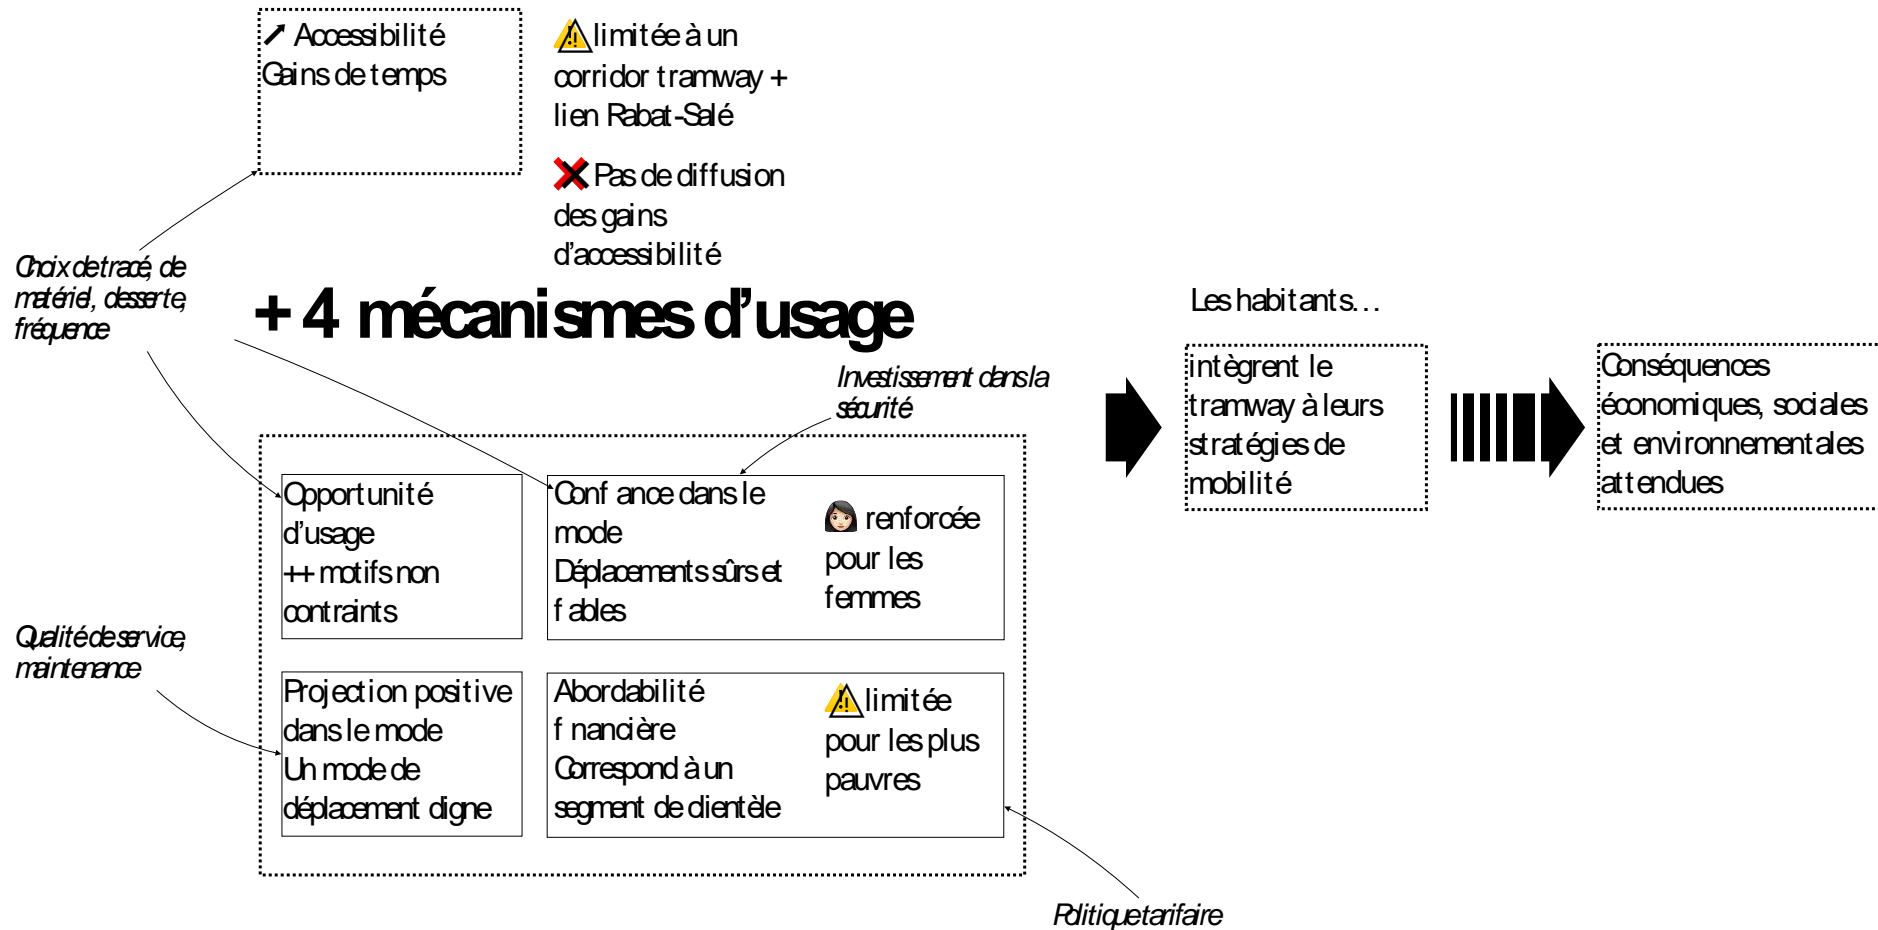 ↗ Accessibilité
Gains de temps
⚠️ limitée à un
corridor tramway +
lien Rabat-Salé
❌ Pas de diffusion
des gains
d'accessibilité
Choix de tracé, de
matériel, desserte,
fréquence
+ 4 mécanismes d'usage
Investissement dans la
sécurité
Opportunité
d'usage
++ motifs non
contraints
Conf ance dans le
mode
Déplacements sûrs et
f ables
renforcée
pour les
femmes
Qualité de service,
maintenance
Projection positive
dans le mode
Un mode de
déplacement digne
Abordabilité
f nancière
Correspond à un
segment de clientèle
⚠️ limitée
pour les plus
pauvres
Politique tarifaire
Les habitants…
intègrent le
tramway à leurs
stratégies de
mobilité
Conséquences
économiques, sociales
et environnementales
attendues